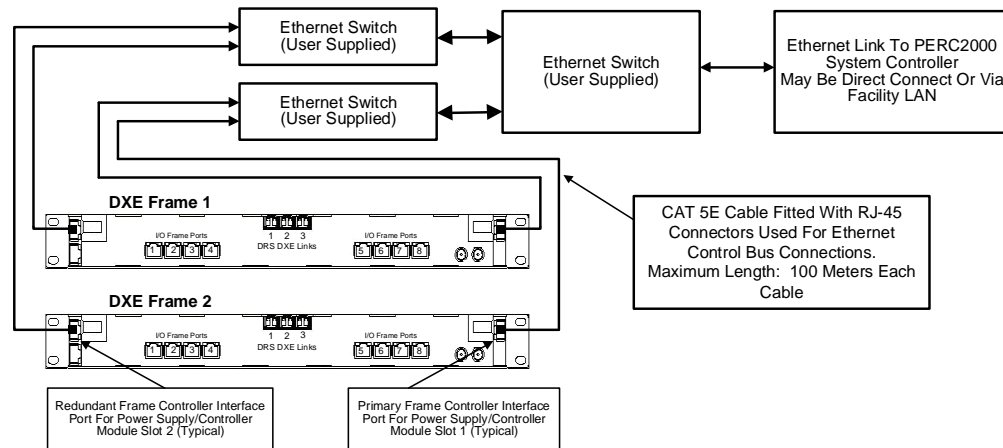 Ethernet Switch
(User Supplied)
Ethernet Switch
(User Supplied)
Ethernet Switch
(User Supplied)
Ethernet Link To PERC2000
System Controller
May Be Direct Connect Or Via
Facility LAN
DXE Frame 1
I/O Frame Ports
1 2 3 4
1 2 3
DRS DXE Links
I/O Frame Ports
5 6 7 8
CAT 5E Cable Fitted With RJ-45
Connectors Used For Ethernet
Control Bus Connections.
Maximum Length: 100 Meters Each
Cable
DXE Frame 2
I/O Frame Ports
1 2 3 4
1 2 3
DRS DXE Links
I/O Frame Ports
5 6 7 8
Redundant Frame Controller Interface
Port For Power Supply/Controller
Module Slot 2 (Typical)
Primary Frame Controller Interface
Port For Power Supply/Controller
Module Slot 1 (Typical)